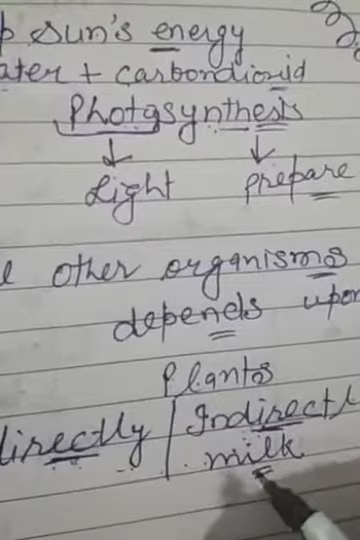 Sun's energy
ater + carbondioxid
Photosynthesis
Light prepare
other organisms
depends upon
Plants
directly Indirectl
milk